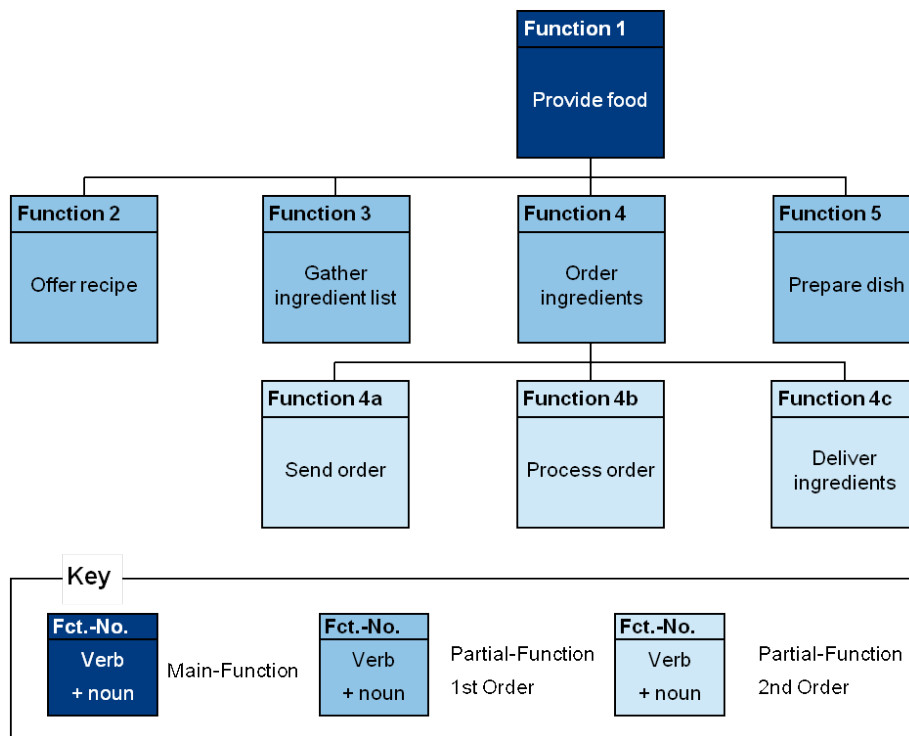 Function 1
Provide food
Function 2
Offer recipe
Function 3
Gather
ingredient list
Function 4
Order
ingredients
Function 5
Prepare dish
Function 4a
Send order
Function 4b
Process order
Function 4c
Deliver
ingredients
Key
Fct.-No.
Verb
+ noun
Main-Function
Fct.-No.
Verb
+ noun
Partial-Function
1st Order
Fct.-No.
Verb
+ noun
Partial-Function
2nd Order